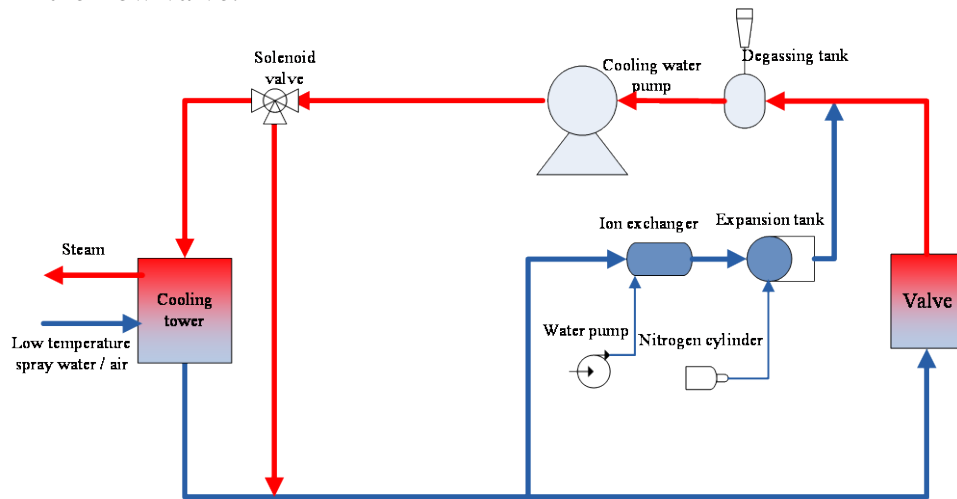 Solenoid
valve
Cooling water
pump
Degassing tank
Steam
Cooling
tower
Low temperature
spray water / air
Ion exchanger
Expansion tank
Water pump
Nitrogen cylinder
Valve